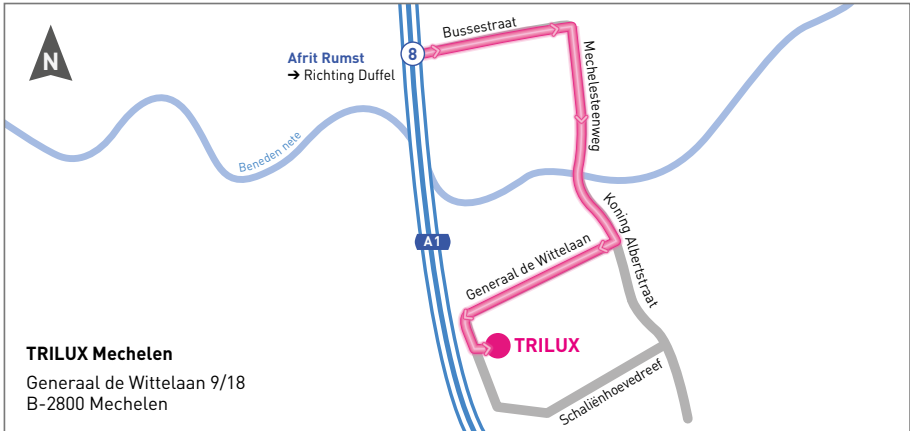 N
Afrit Rumst
➔ Richting Duffel
8
Bussestraat
Mechelesteenweg
Beneden nete
Koning Albertstraat
A1
Generaal de Wittelaan
TRILUX
Schaliënhoevedreef
TRILUX Mechelen
Generaal de Wittelaan 9/18
B-2800 Mechelen